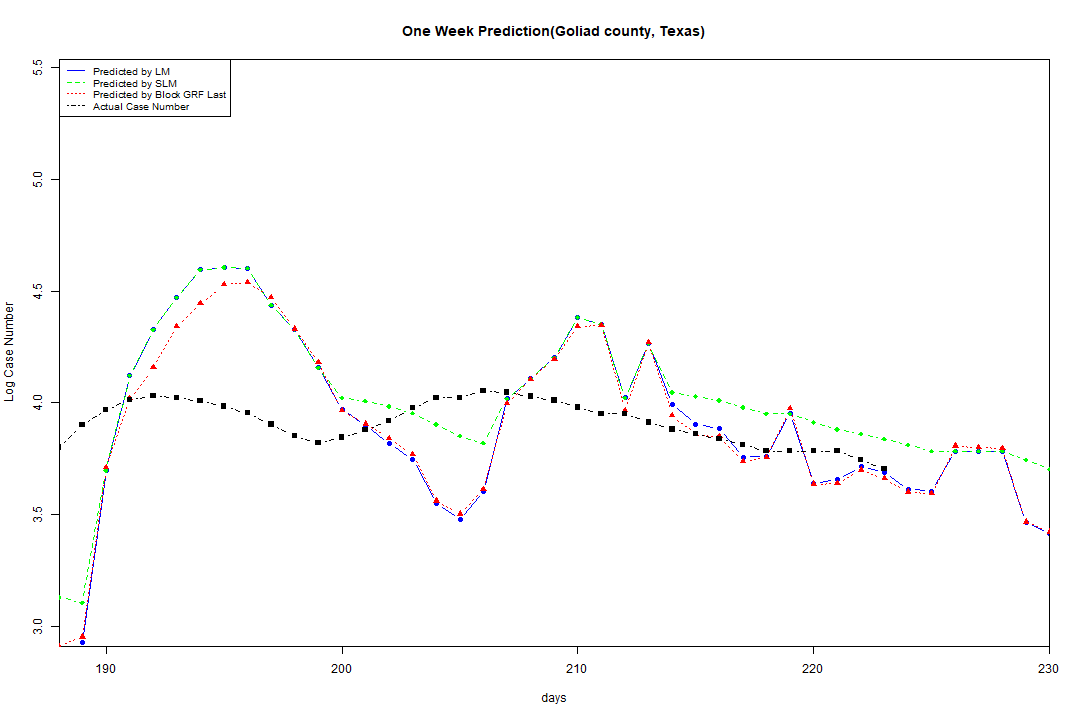 One Week Prediction(Goliad county, Texas)
Predicted by LM
Predicted by SLM
Predicted by Block GRF Last
Actual Case Number
Log Case Number
5.5
5.0
4.5
4.0
3.5
3.0
190 200 210 220 230
days